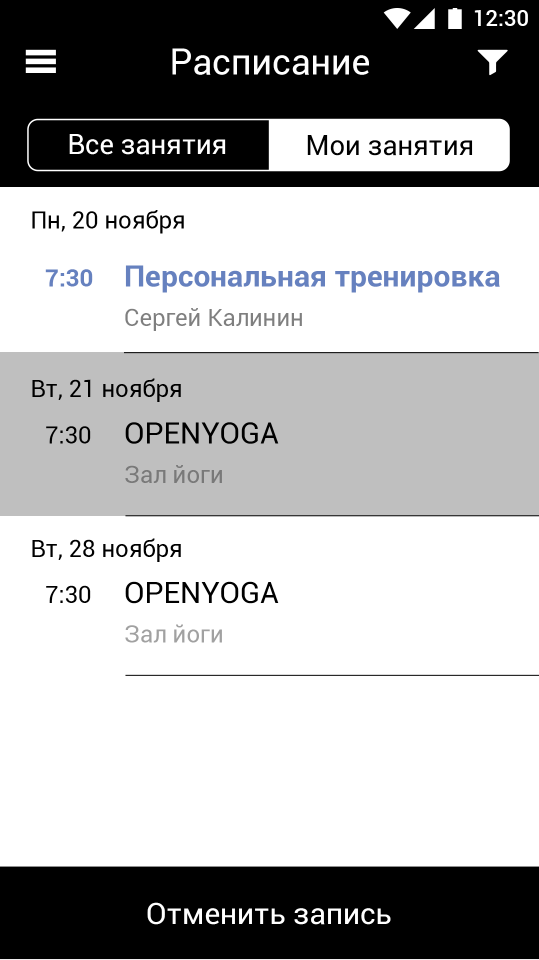 12:30
Расписание
Все занятия
Мои занятия
Пн, 20 ноября
7:30 Персональная тренировка
Сергей Калинин
Вт, 21 ноября
7:30 OPENYOGA
Зал йоги
Вт, 28 ноября
7:30 OPENYOGA
Зал йоги
Отменить запись